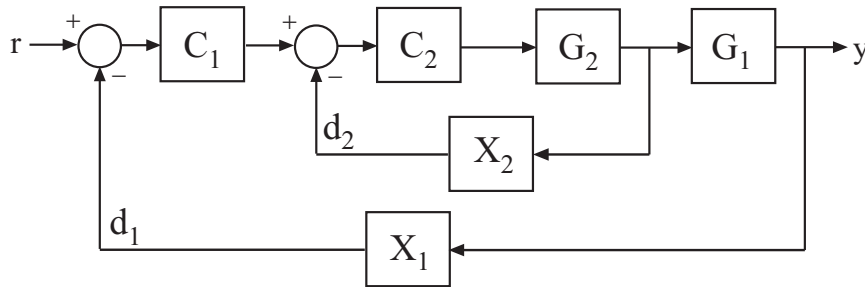 r + − C₁ + − C₂ G₂ G₁ y
d₂ X₂
d₁ X₁